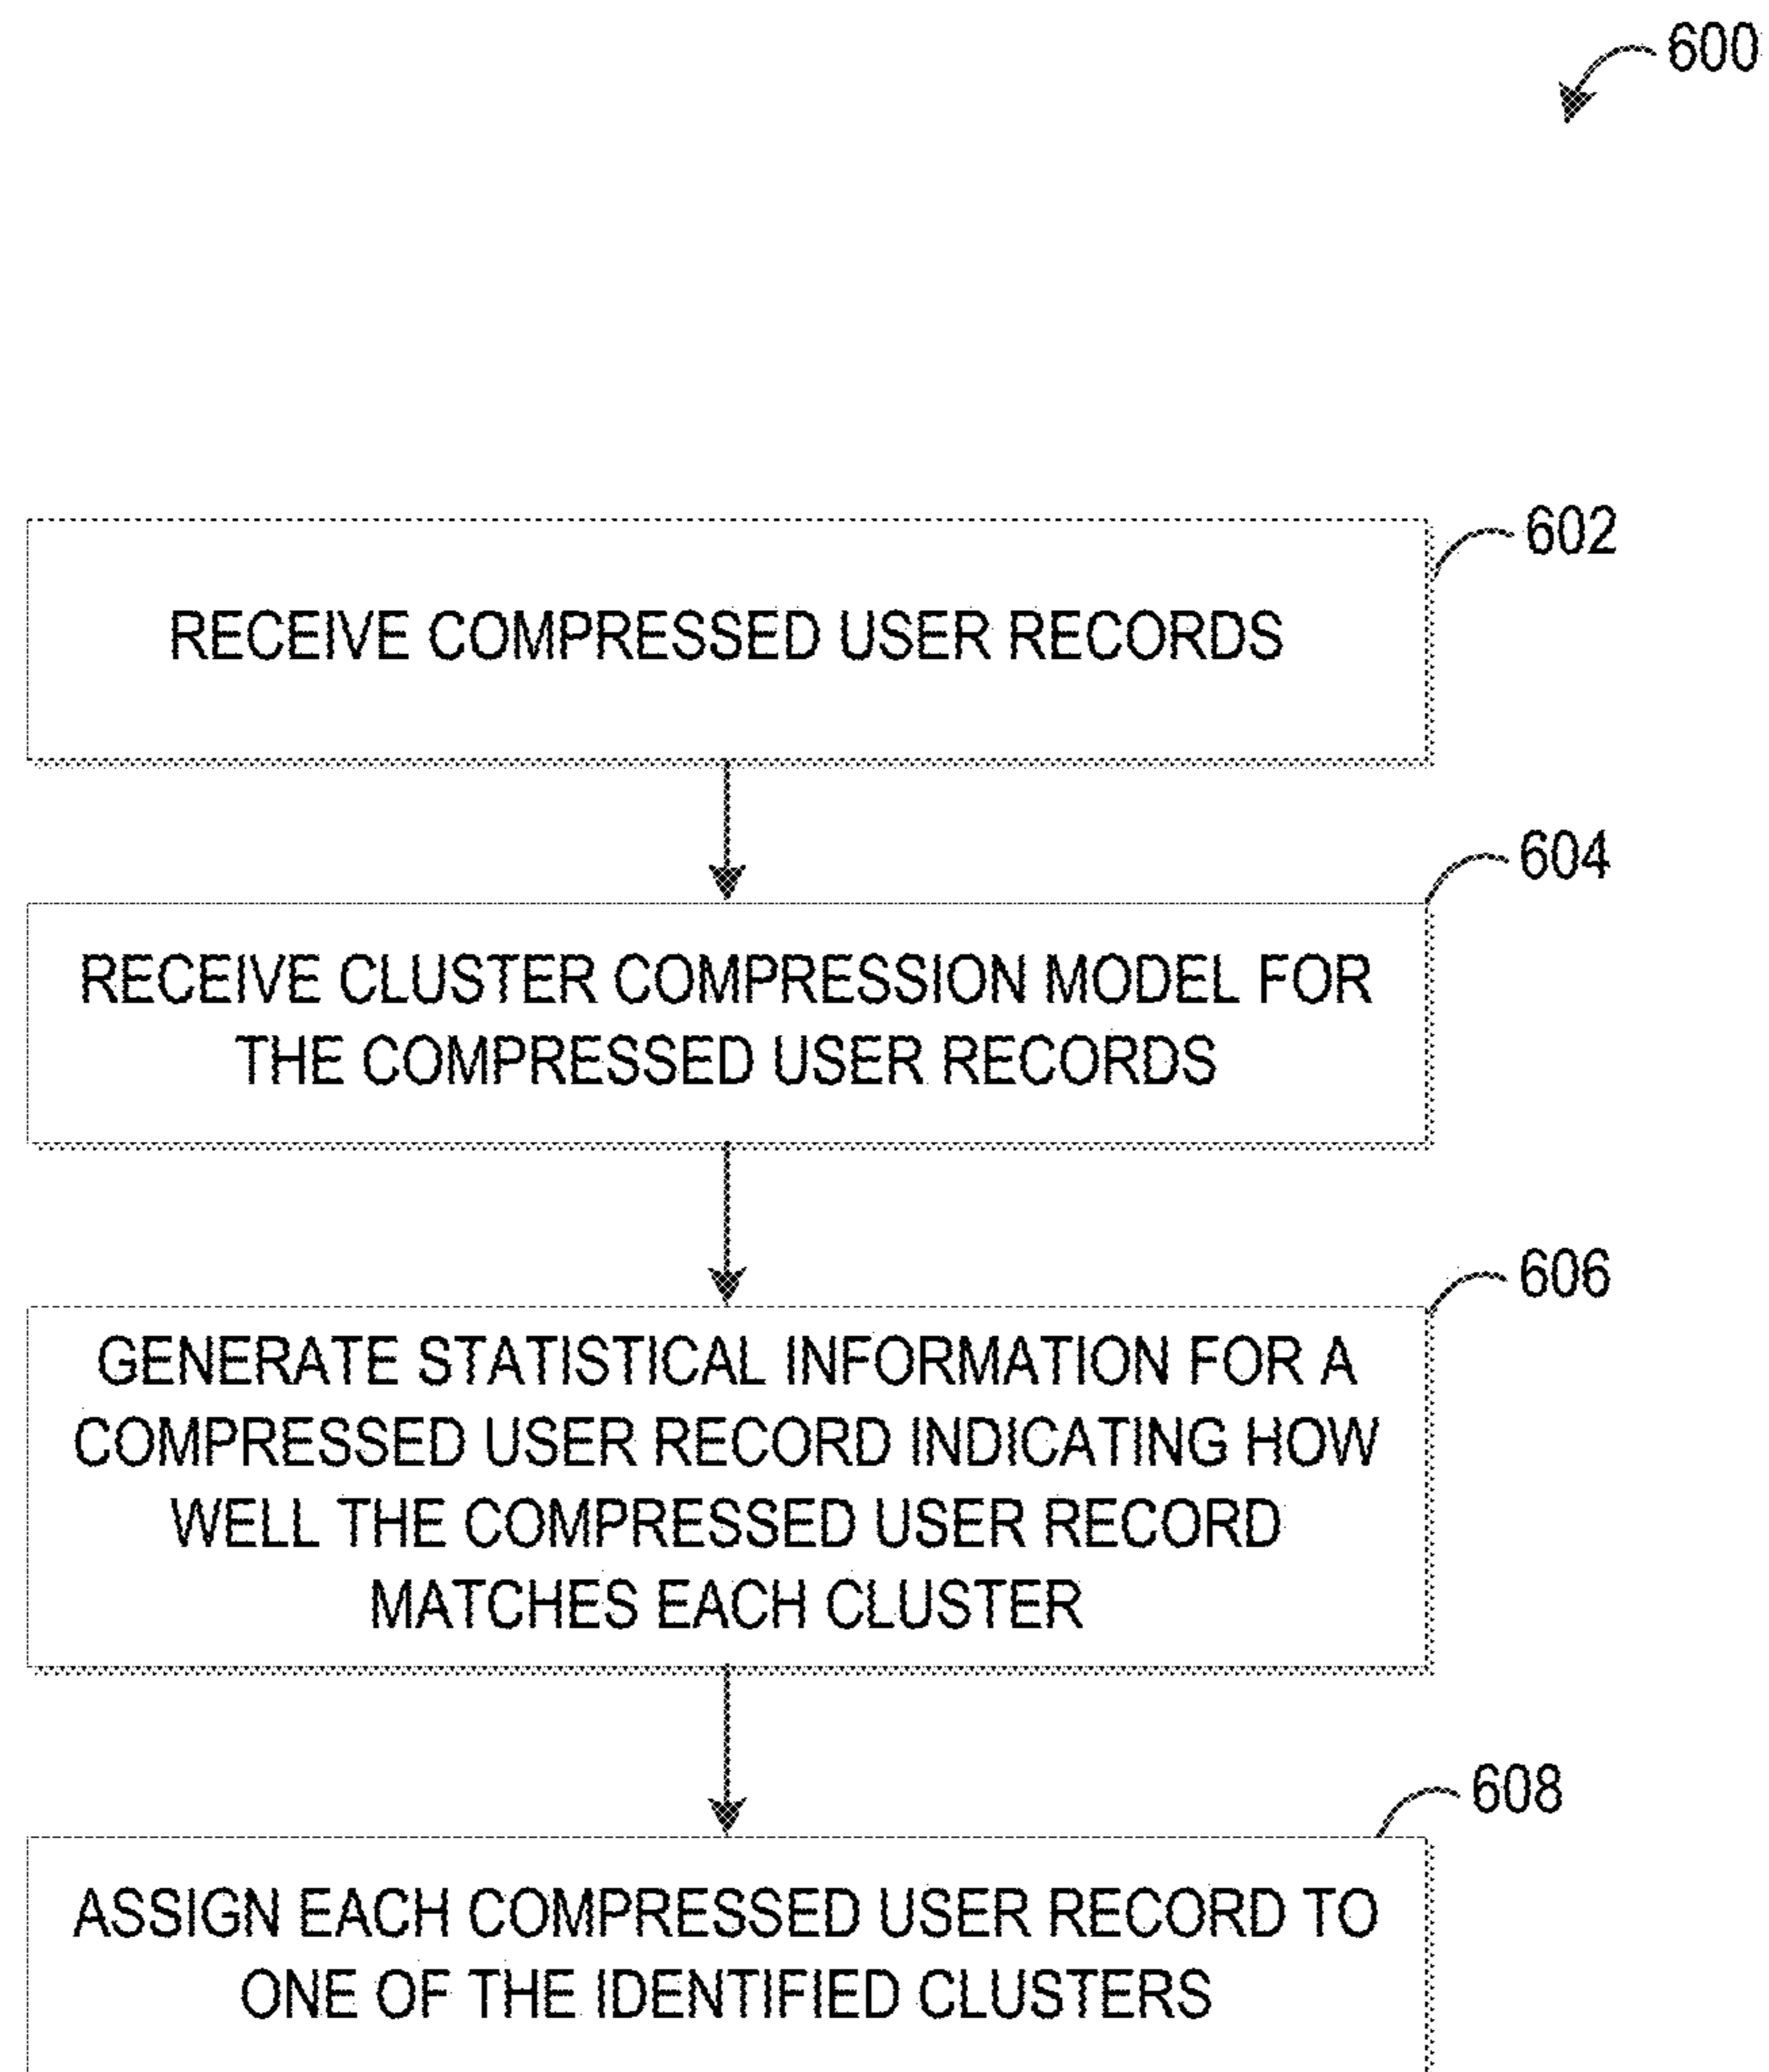 600
602
RECEIVE COMPRESSED USER RECORDS
604
RECEIVE CLUSTER COMPRESSION MODEL FOR
THE COMPRESSED USER RECORDS
606
GENERATE STATISTICAL INFORMATION FOR A
COMPRESSED USER RECORD INDICATING HOW
WELL THE COMPRESSED USER RECORD
MATCHES EACH CLUSTER
608
ASSIGN EACH COMPRESSED USER RECORD TO
ONE OF THE IDENTIFIED CLUSTERS